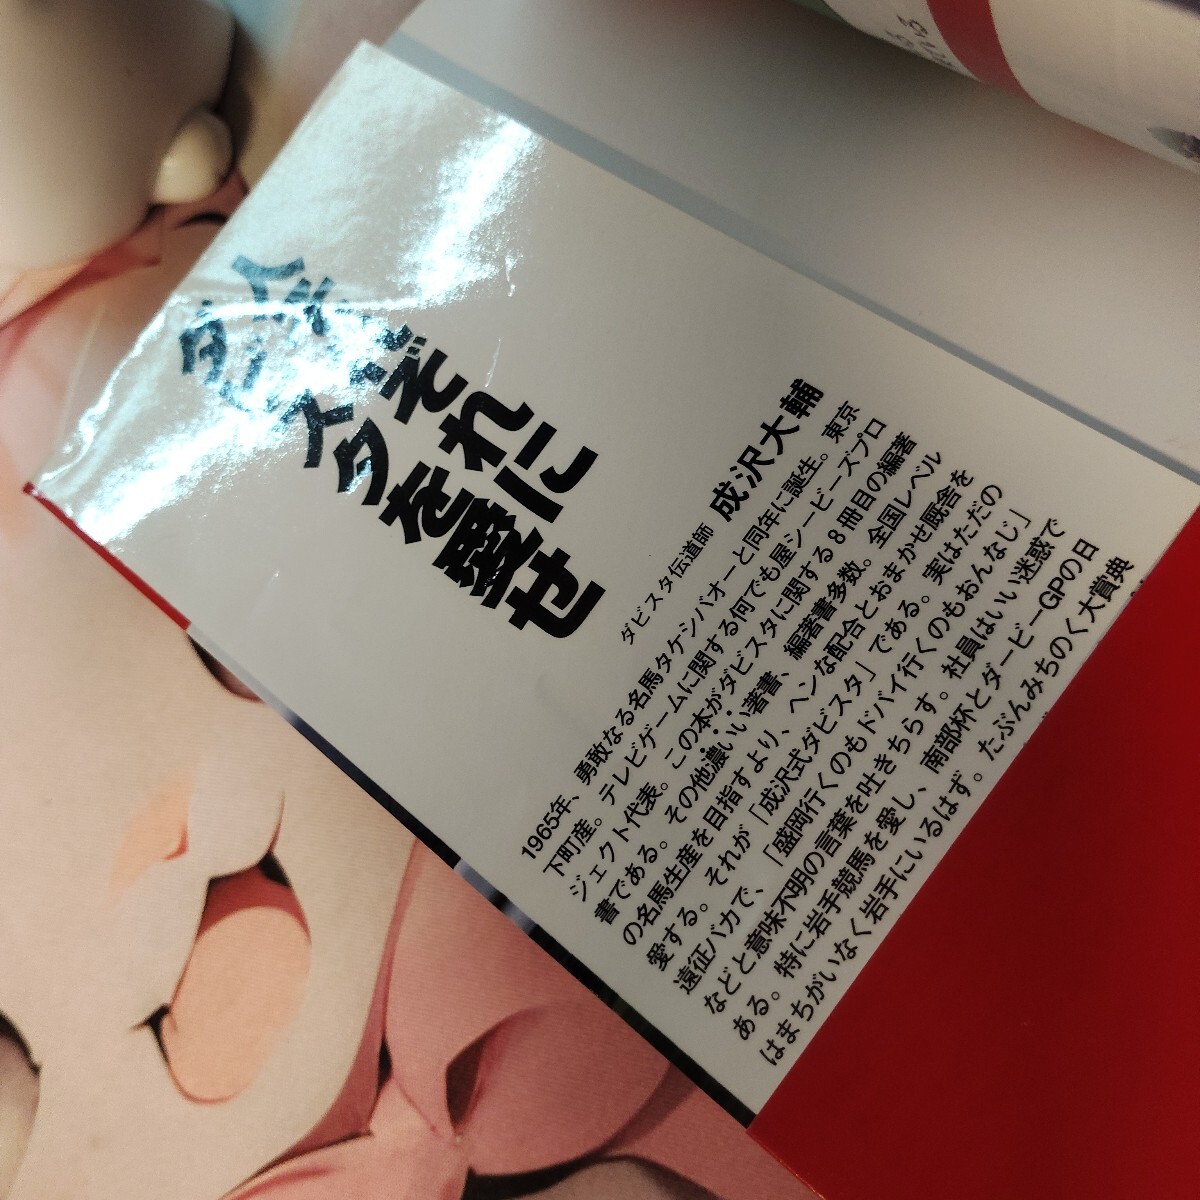 人それぞれに
ダビスタを愛せ
ダビスタ伝道師 成沢大輔
1965年、勇敢なる名馬タケシバオーと同年に誕生。東京
下町産。テレビゲームに関する何でも屋シービーズプロ
ジェクト代表。この本がダビスタに関する8冊目の編著
書である。その他濃いい著書、編著書多数。全国レベル
の名馬生産を目指すより、ヘンな配合とおまかせ厩舎を
愛する。それが「成沢式ダビスタ」である。実はただの
遠征バカで、「盛岡行くのもドバイ行くのもおんなじ」
などと意味不明の言葉を吐きちらす。社員はいい迷惑で
ある。特に岩手競馬を愛し、南部杯とダービーGPの日
はまちがいなく岩手にいるはず。たぶんみちのく大賞典